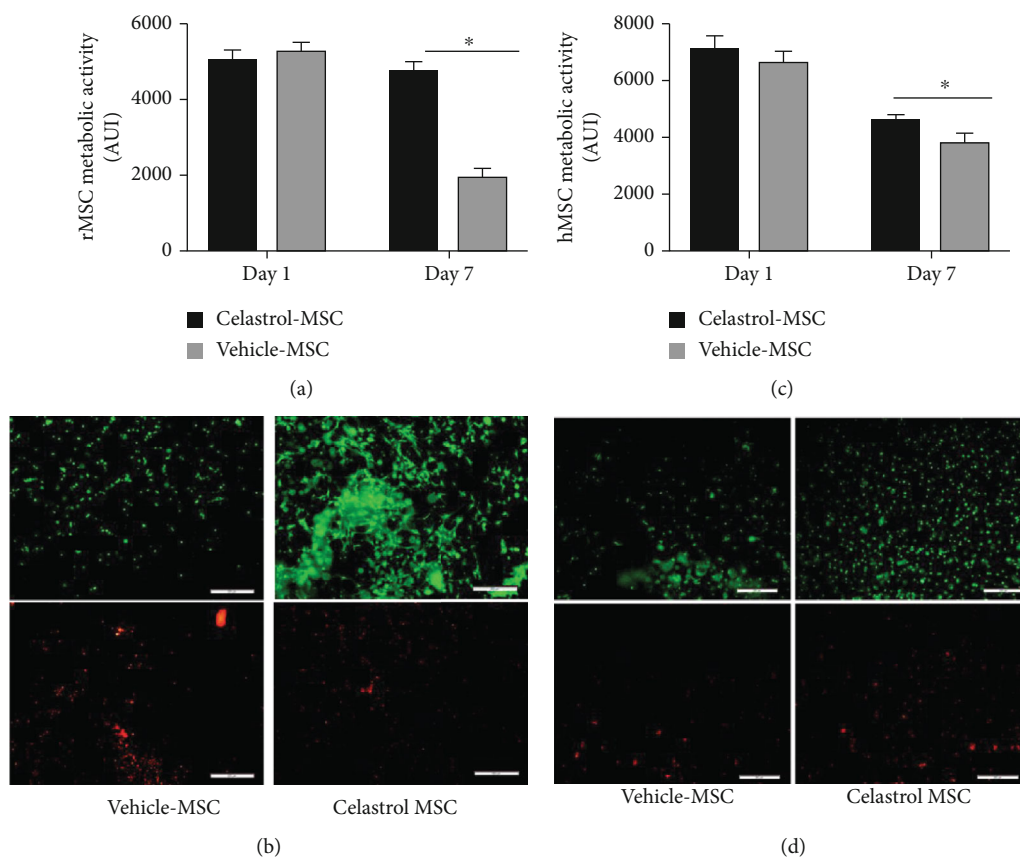 rMSC metabolic activity
(AUI)
6000
4000
2000
0
*
Day 1
Day 7
Celastrol-MSC
Vehicle-MSC
(a)
hMSC metabolic activity
(AUI)
8000
6000
4000
2000
0
*
Day 1
Day 7
Celastrol-MSC
Vehicle-MSC
(c)
Vehicle-MSC
Celastrol MSC
(b)
Vehicle-MSC
Celastrol MSC
(d)